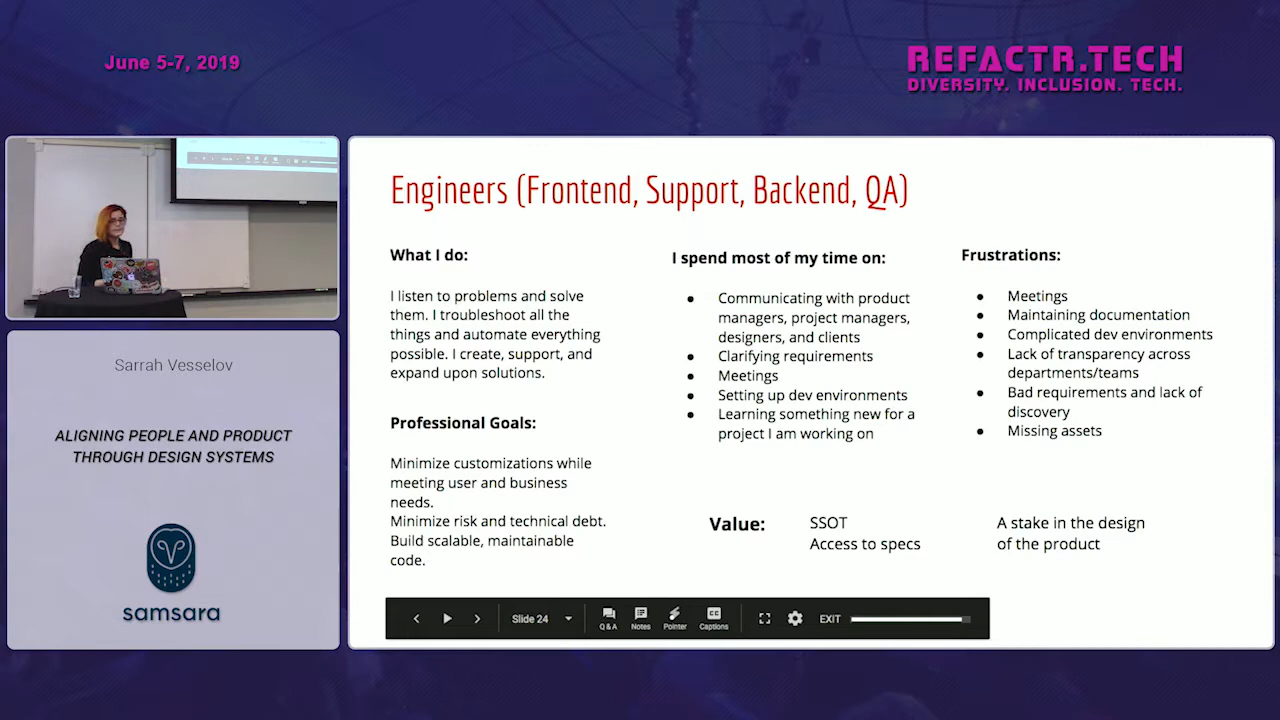 June 5-7, 2019
REFACTR.TECH
DIVERSITY. INCLUSION. TECH.
Sarrah Vesselov
ALIGNING PEOPLE AND PRODUCT
THROUGH DESIGN SYSTEMS
samsara
Engineers (Frontend, Support, Backend, QA)
What I do:
I listen to problems and solve
them. I troubleshoot all the
things and automate everything
possible. I create, support, and
expand upon solutions.
Professional Goals:
Minimize customizations while
meeting user and business
needs.
Minimize risk and technical debt.
Build scalable, maintainable
code.
I spend most of my time on:
● Communicating with product
managers, project managers,
designers, and clients
● Clarifying requirements
● Meetings
● Setting up dev environments
● Learning something new for a
project I am working on
Frustrations:
● Meetings
● Maintaining documentation
● Complicated dev environments
● Lack of transparency across
departments/teams
● Bad requirements and lack of
discovery
● Missing assets
Value:
SSOT
Access to specs
A stake in the design
of the product
Slide 24
Q & A
Notes
Pointer
CC
Captions
EXIT